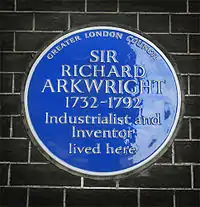 GREATER LONDON COUNCIL
SIR
RICHARD
ARKWRIGHT
1732-1792
Industrialist and
Inventor
lived here